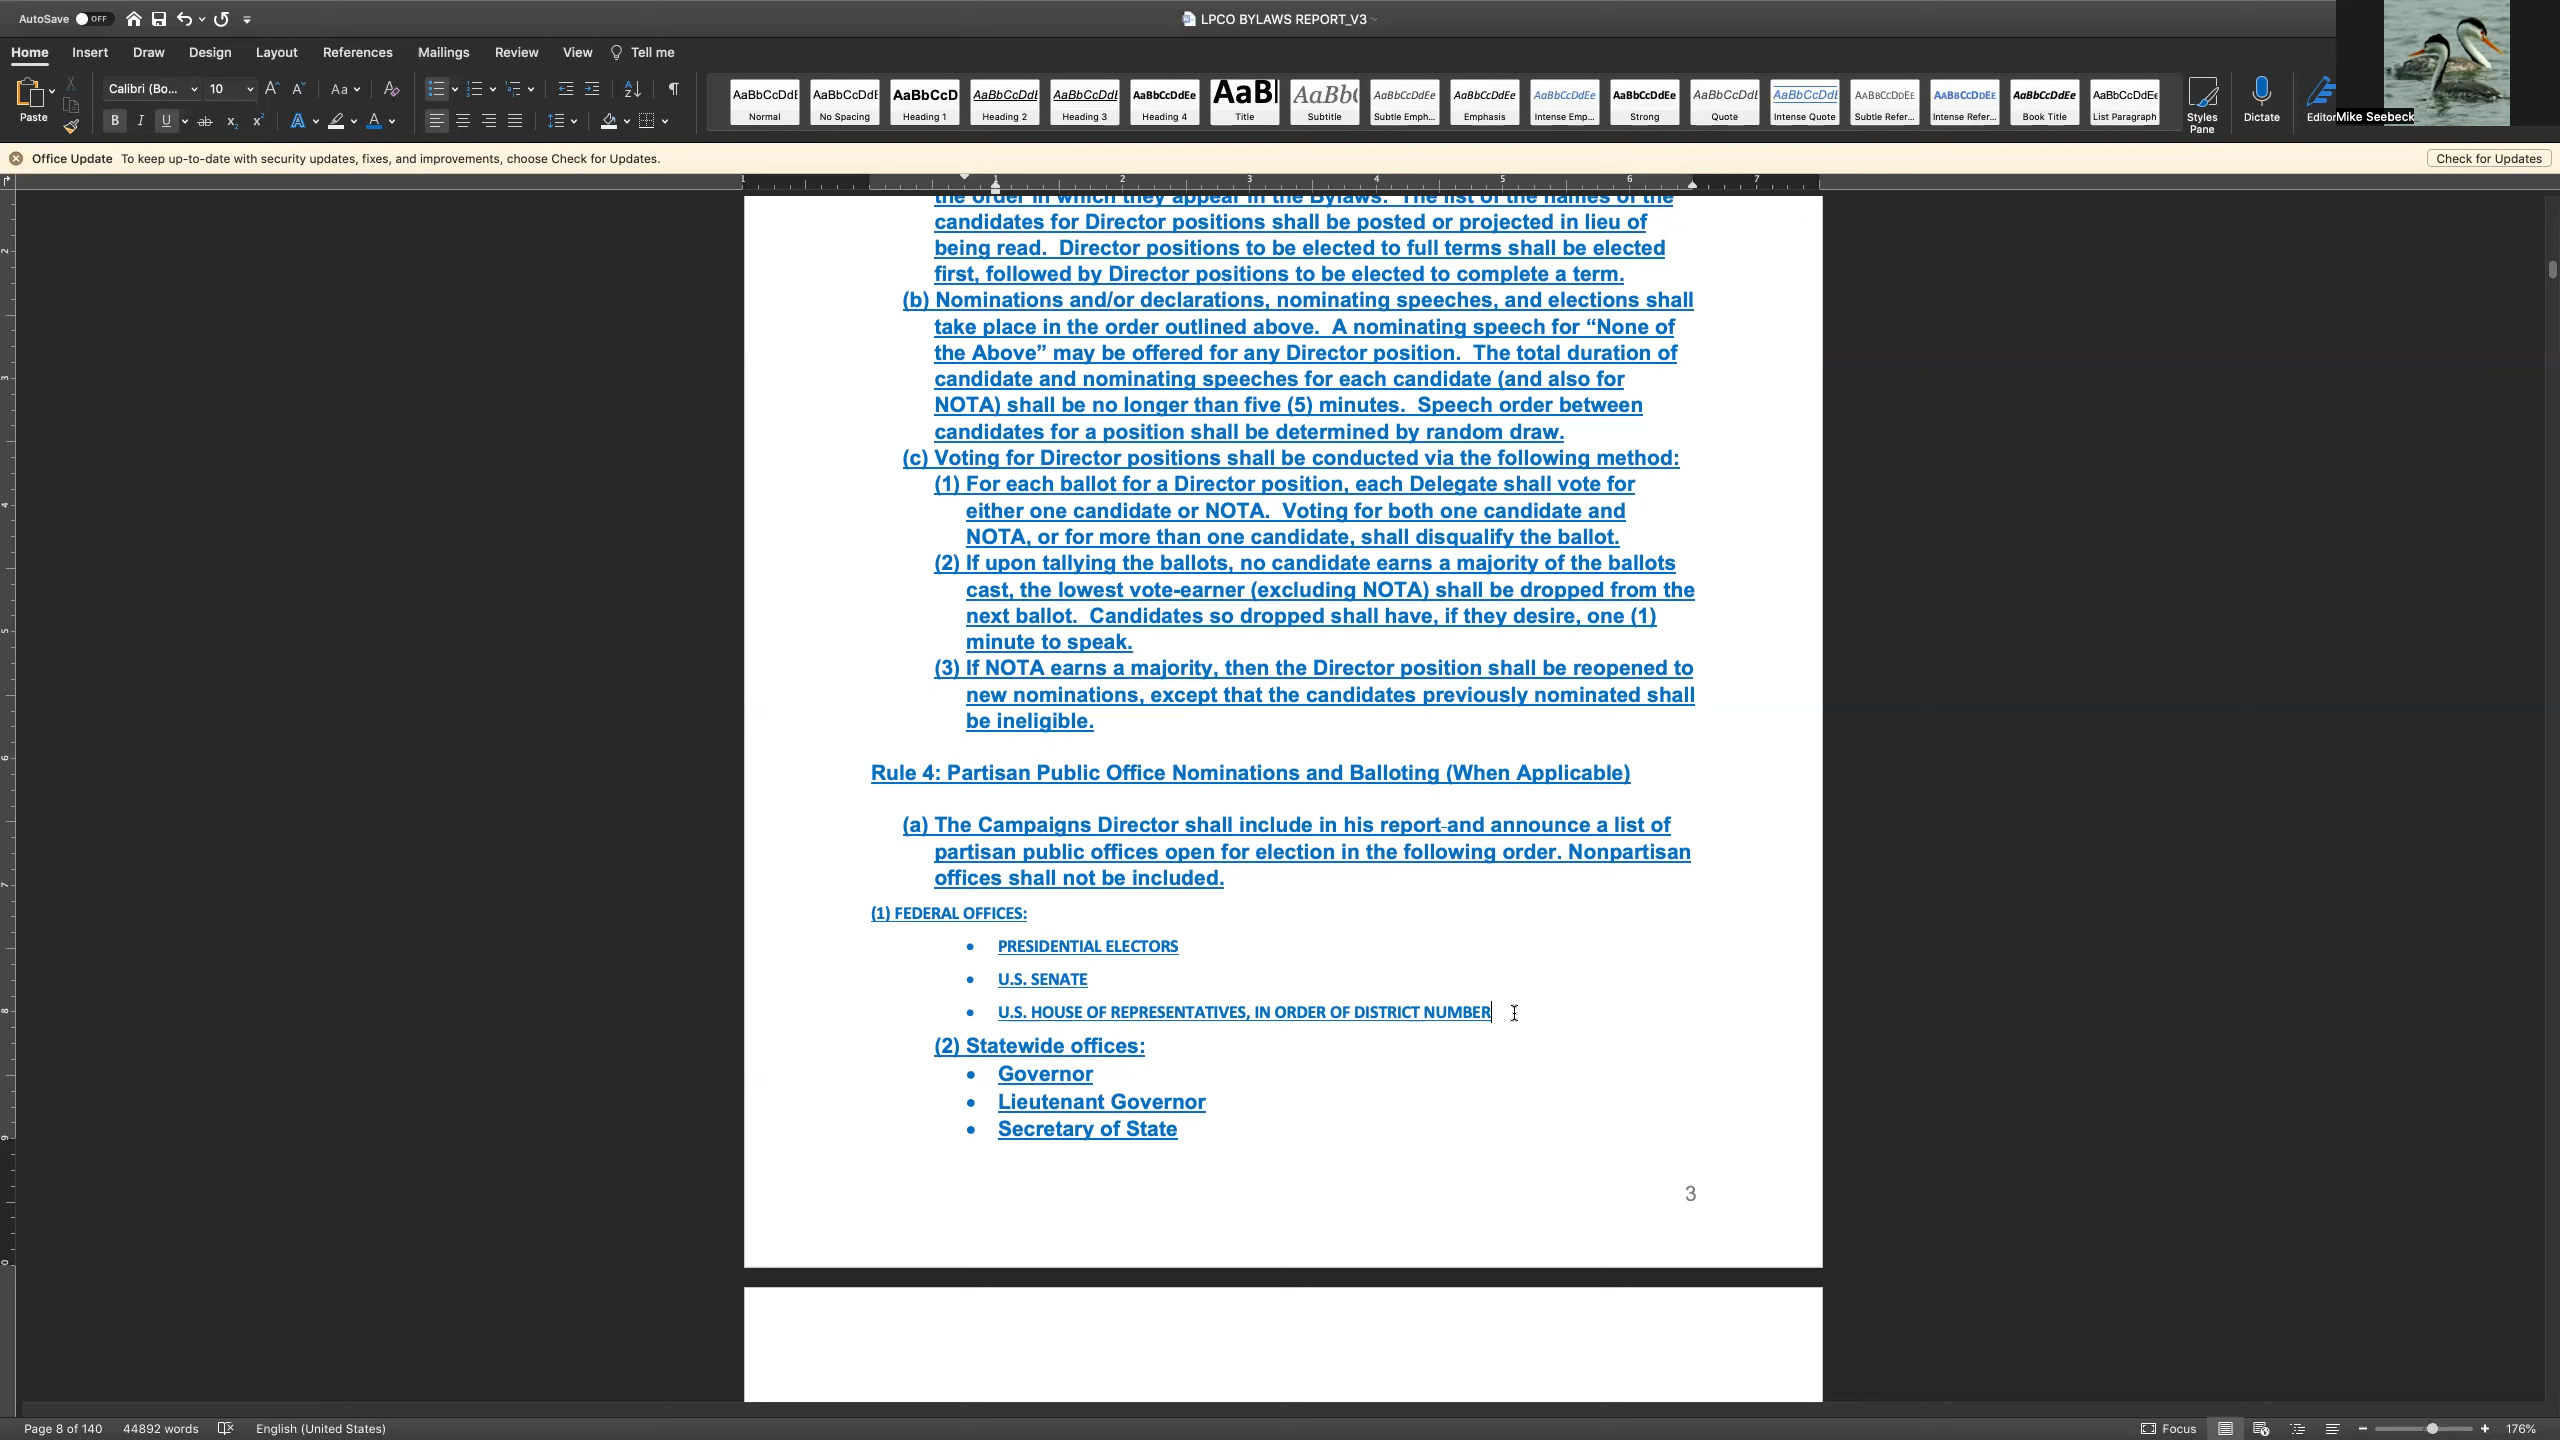 AutoSave OFF
LPCO BYLAWS REPORT_V3
Home Insert Draw Design Layout References Mailings Review View Tell me
Paste
Calibri (Bo... 10
AaBbCcDdE Normal
AaBbCcDdE No Spacing
AaBbCcD Heading 1
AaBbCcDdE Heading 2
AaBbCcDdE Heading 3
AaBbCcDdEe Heading 4
AaB Title
AaBb Subtitle
AaBbCcDdEe Subtle Emph...
AaBbCcDdEe Emphasis
AaBbCcDdEe Intense Emp...
AaBbCcDdEe Strong
AaBbCcDdE Quote
AaBbCcDdE Intense Quote
AABBCCDDEE Subtle Refer...
AABBCCDDEE Intense Refer...
AaBbCcDdEe Book Title
AaBbCcDdEe List Paragraph
Styles Pane
Dictate
Editor
Mike Seebeck
Office Update To keep up-to-date with security updates, fixes, and improvements, choose Check for Updates.
Check for Updates
the order in which they appear in the Bylaws. The list of the names of the
candidates for Director positions shall be posted or projected in lieu of
being read. Director positions to be elected to full terms shall be elected
first, followed by Director positions to be elected to complete a term.
(b) Nominations and/or declarations, nominating speeches, and elections shall
take place in the order outlined above. A nominating speech for “None of
the Above” may be offered for any Director position. The total duration of
candidate and nominating speeches for each candidate (and also for
NOTA) shall be no longer than five (5) minutes. Speech order between
candidates for a position shall be determined by random draw.
(c) Voting for Director positions shall be conducted via the following method:
(1) For each ballot for a Director position, each Delegate shall vote for
either one candidate or NOTA. Voting for both one candidate and
NOTA, or for more than one candidate, shall disqualify the ballot.
(2) If upon tallying the ballots, no candidate earns a majority of the ballots
cast, the lowest vote-earner (excluding NOTA) shall be dropped from the
next ballot. Candidates so dropped shall have, if they desire, one (1)
minute to speak.
(3) If NOTA earns a majority, then the Director position shall be reopened to
new nominations, except that the candidates previously nominated shall
be ineligible.
Rule 4: Partisan Public Office Nominations and Balloting (When Applicable)
(a) The Campaigns Director shall include in his report and announce a list of
partisan public offices open for election in the following order. Nonpartisan
offices shall not be included.
(1) FEDERAL OFFICES:
• PRESIDENTIAL ELECTORS
• U.S. SENATE
• U.S. HOUSE OF REPRESENTATIVES, IN ORDER OF DISTRICT NUMBER
(2) Statewide offices:
• Governor
• Lieutenant Governor
• Secretary of State
3
Page 8 of 140 44892 words English (United States)
Focus 176%